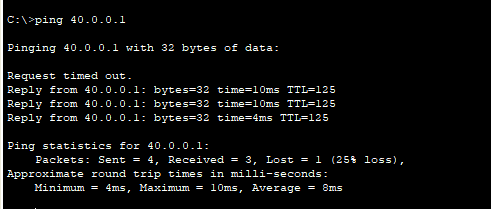 C:\>ping 40.0.0.1
Pinging 40.0.0.1 with 32 bytes of data:
Request timed out.
Reply from 40.0.0.1: bytes=32 time=10ms TTL=125
Reply from 40.0.0.1: bytes=32 time=10ms TTL=125
Reply from 40.0.0.1: bytes=32 time=4ms TTL=125
Ping statistics for 40.0.0.1:
    Packets: Sent = 4, Received = 3, Lost = 1 (25% loss),
Approximate round trip times in milli-seconds:
    Minimum = 4ms, Maximum = 10ms, Average = 8ms